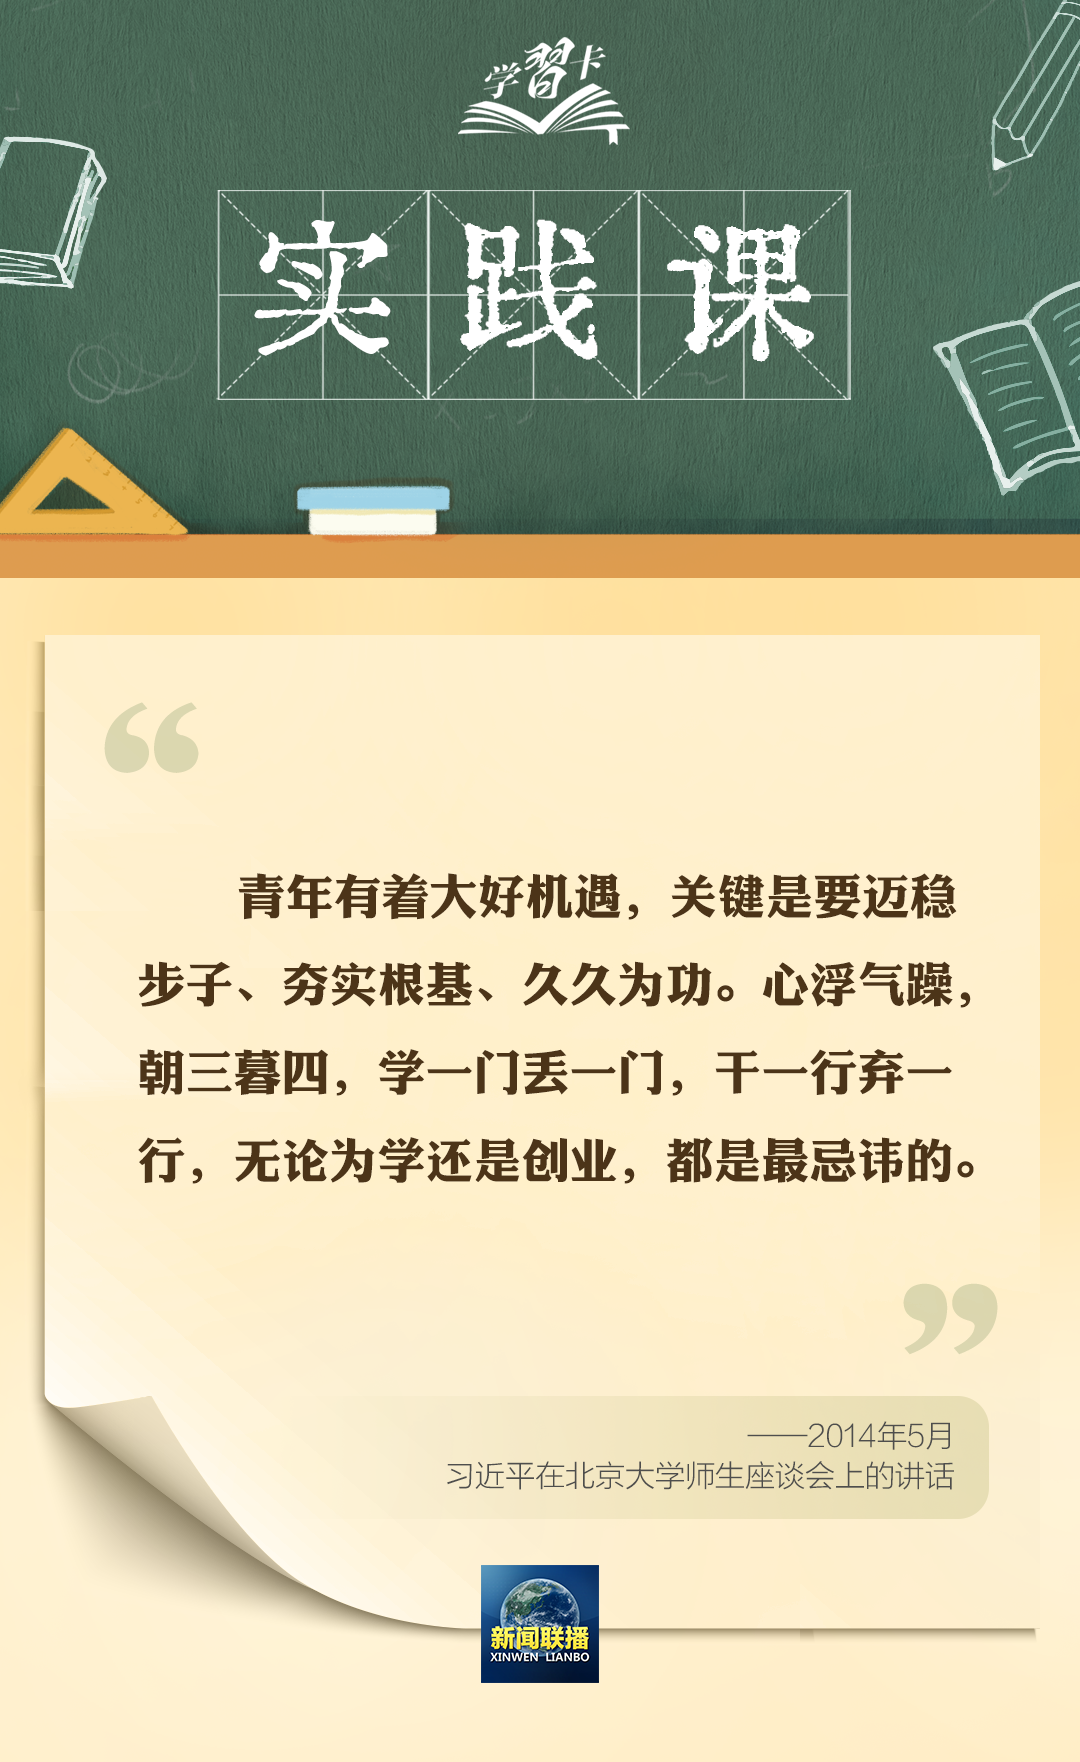 学習卡
实践课
“
青年有着大好机遇，关键是要迈稳
步子、夯实根基、久久为功。心浮气躁，
朝三暮四，学一门丢一门，干一行弃一
行，无论为学还是创业，都是最忌讳的。
”
——2014年5月
习近平在北京大学师生座谈会上的讲话
新闻联播
XINWEN LIANBO